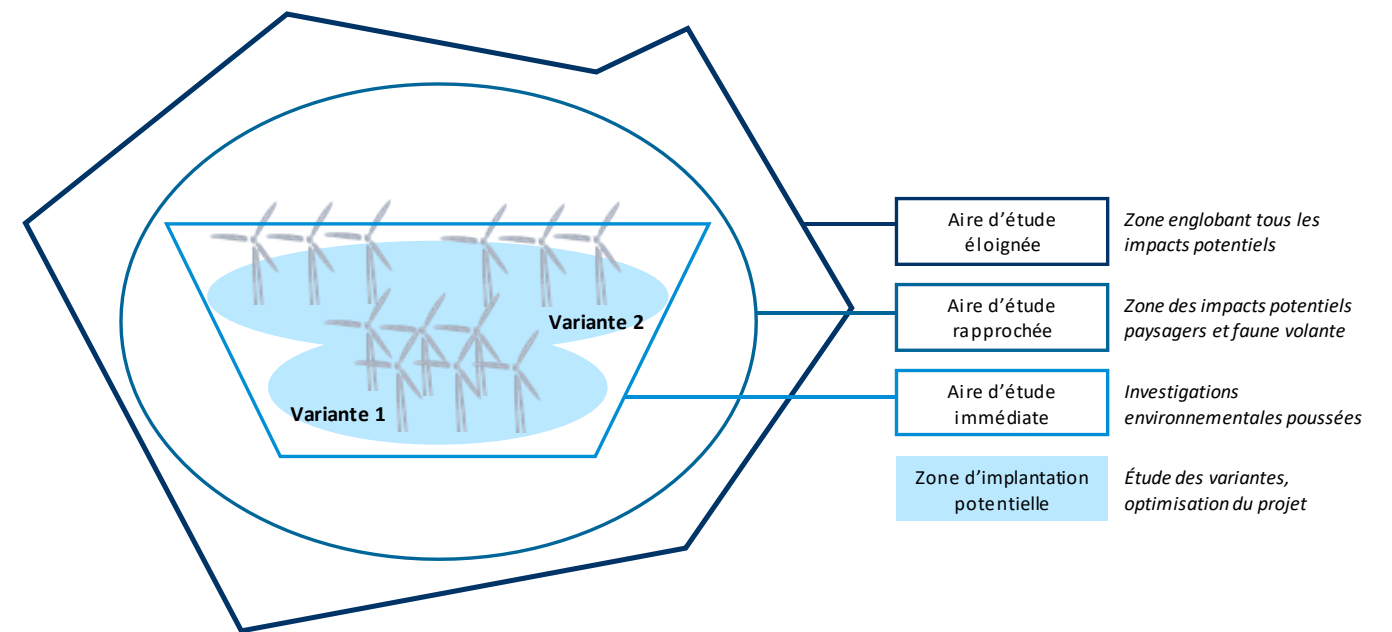 Aire d’étude
éloignée
Zone englobant tous les
impacts potentiels
Aire d’étude
rapprochée
Zone des impacts potentiels
paysagers et faune volante
Variante 2
Aire d’étude
immédiate
Investigations
environnementales poussées
Variante 1
Zone d’implantation
potentielle
Étude des variantes,
optimisation du projet